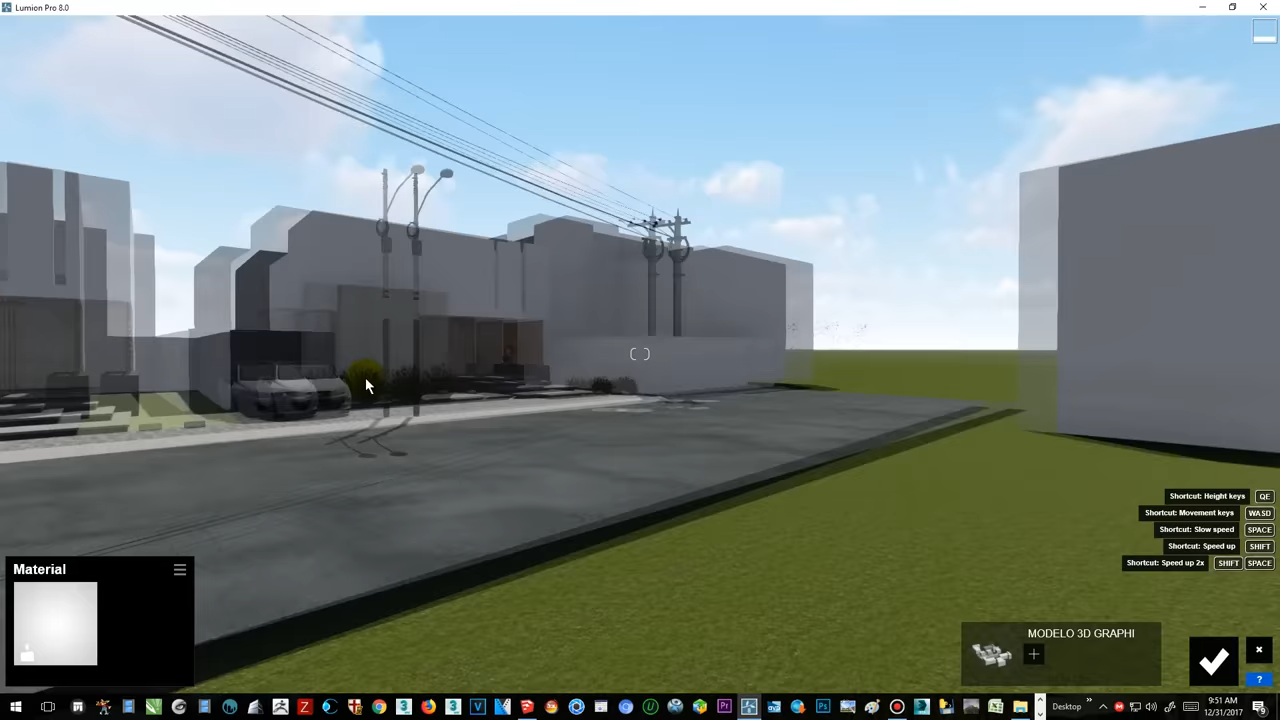 Lumion Pro 8.0
Shortcut: Height keys QE
Shortcut: Movement keys WASD
Shortcut: Slow speed SPACE
Shortcut: Speed up SHIFT
Shortcut: Speed up 2x SHIFT SPACE
Material
MODELO 3D GRAPHI
?
Desktop
9:51 AM
12/31/2017